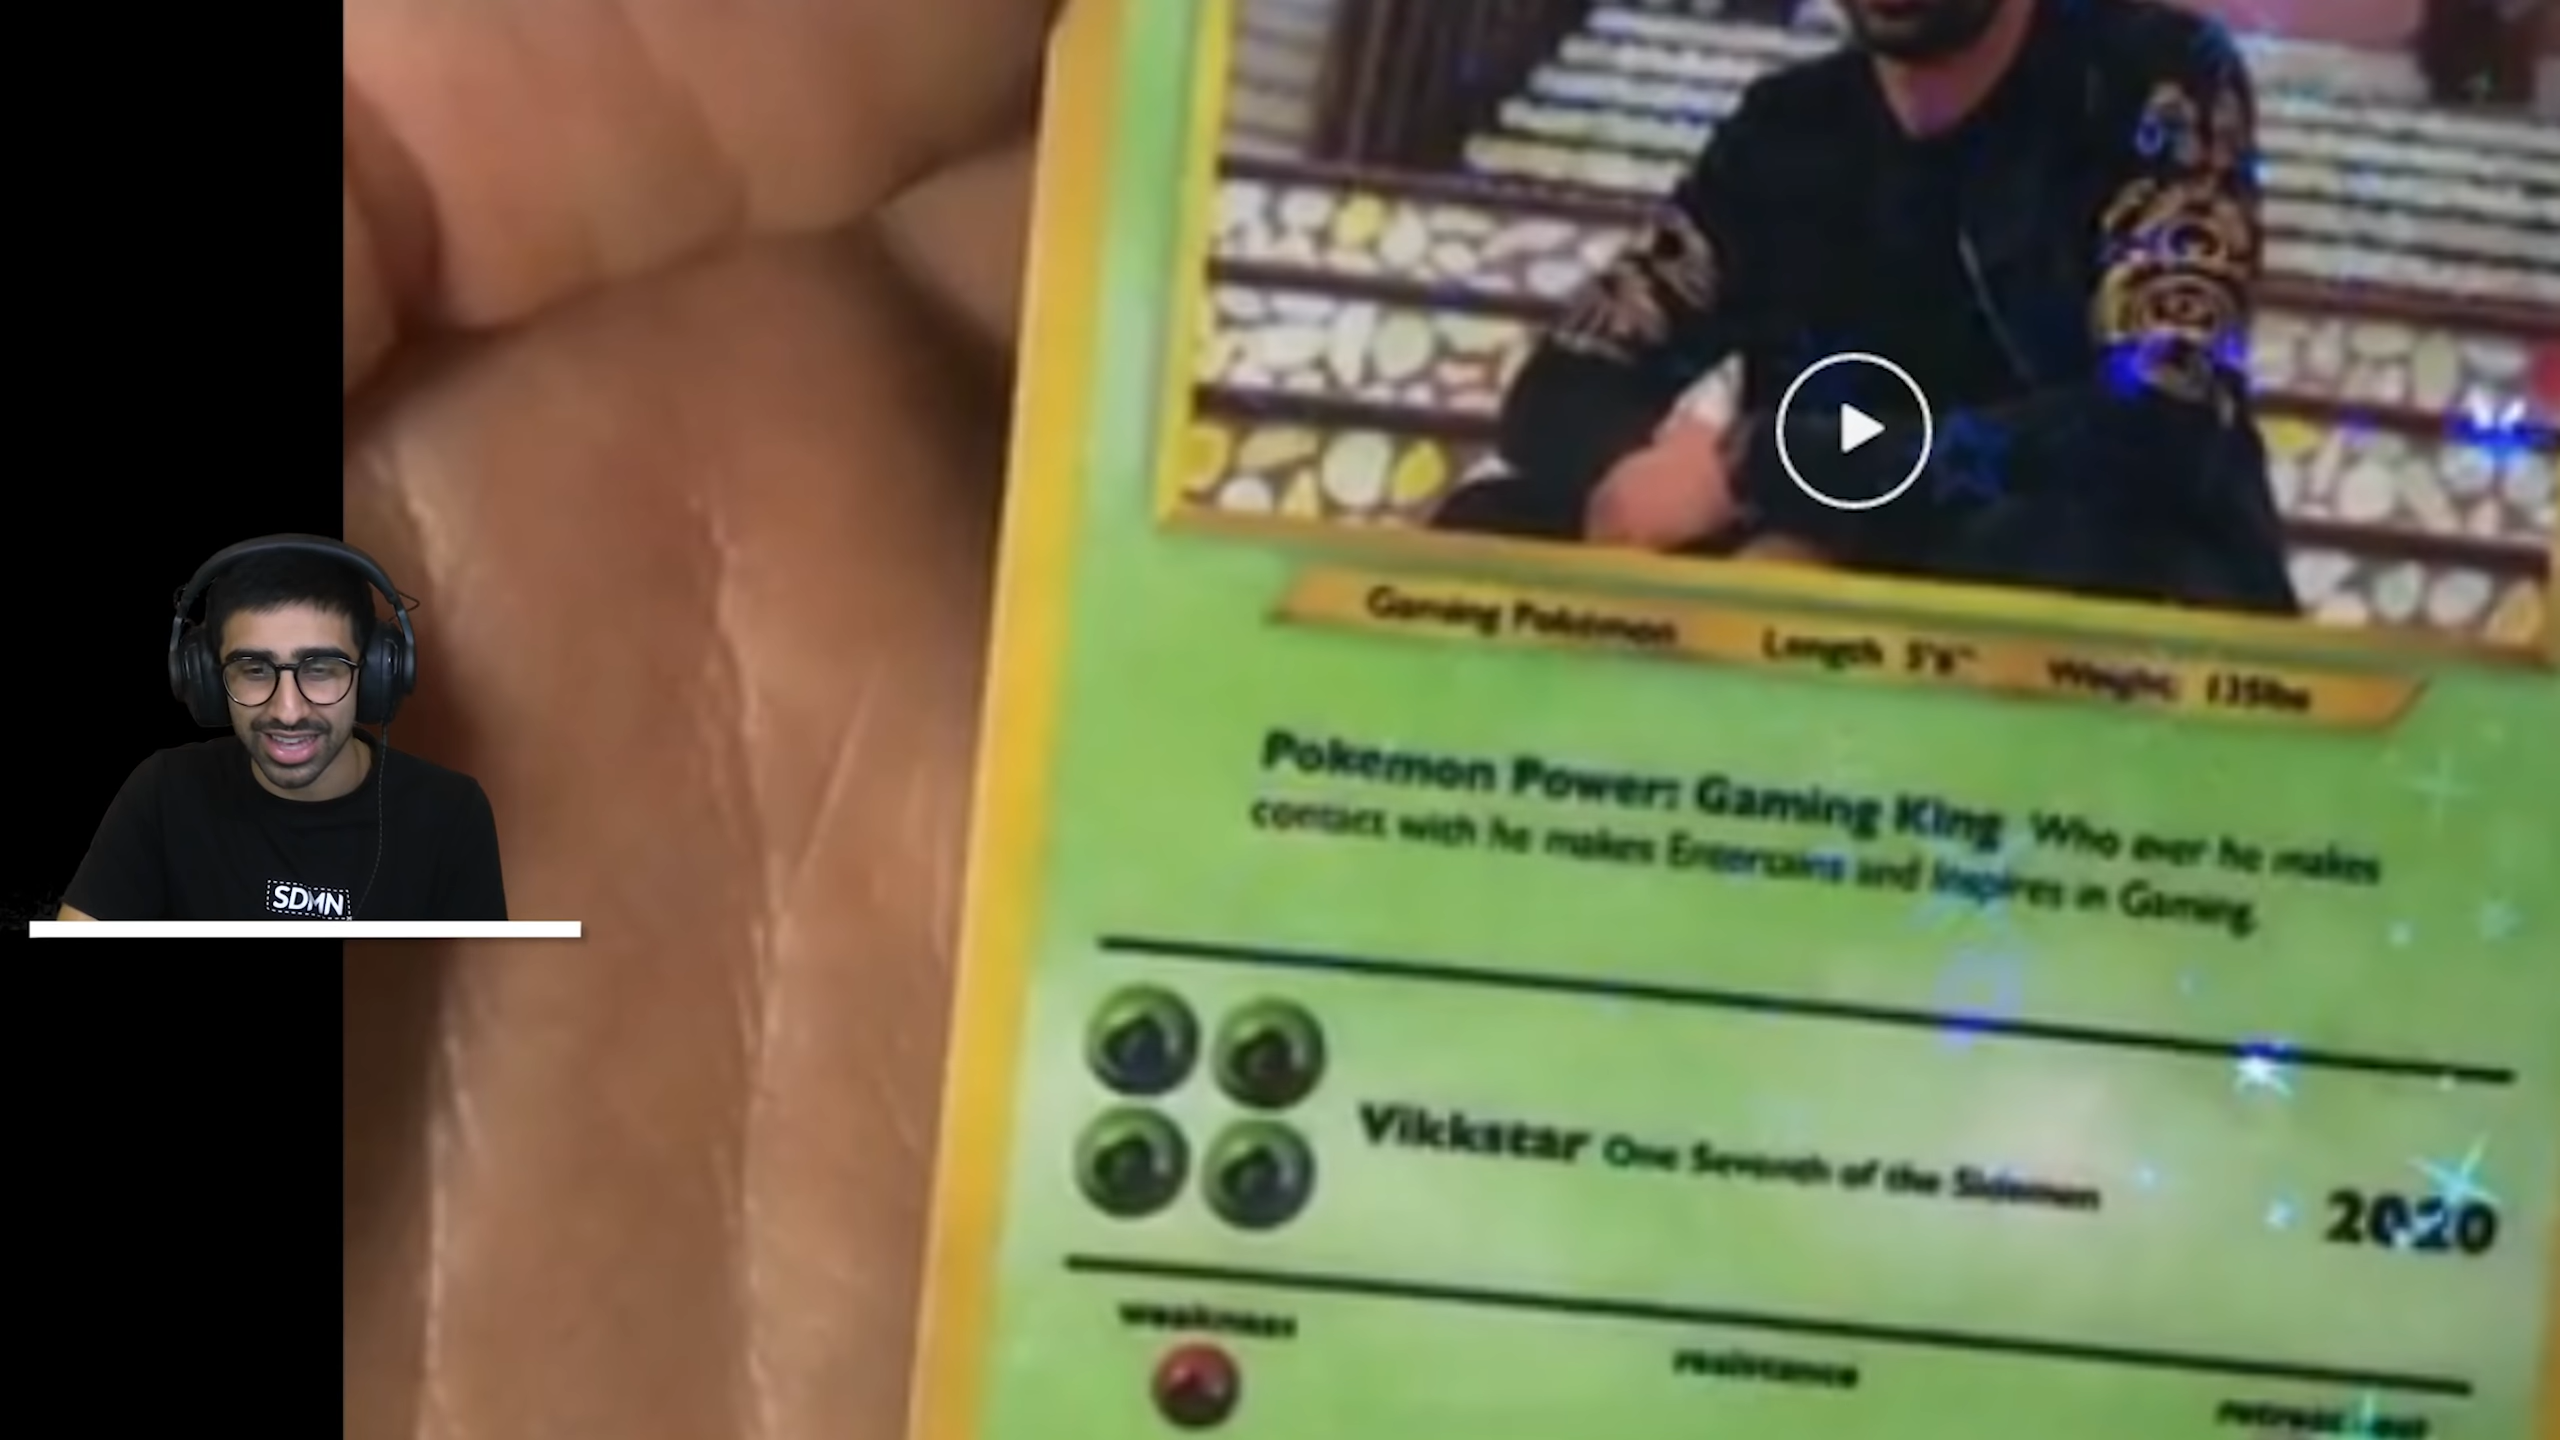 Gaming Pokémon Length 5'6" Weight: 135lbs
Pokemon Power: Gaming King 'Who ever he makes
contact with he makes Entertains and Inspires in Gaming.
Vikkstar One Seventh of the Sidemen
2020
weakness
resistance
retreat cost
SDMN